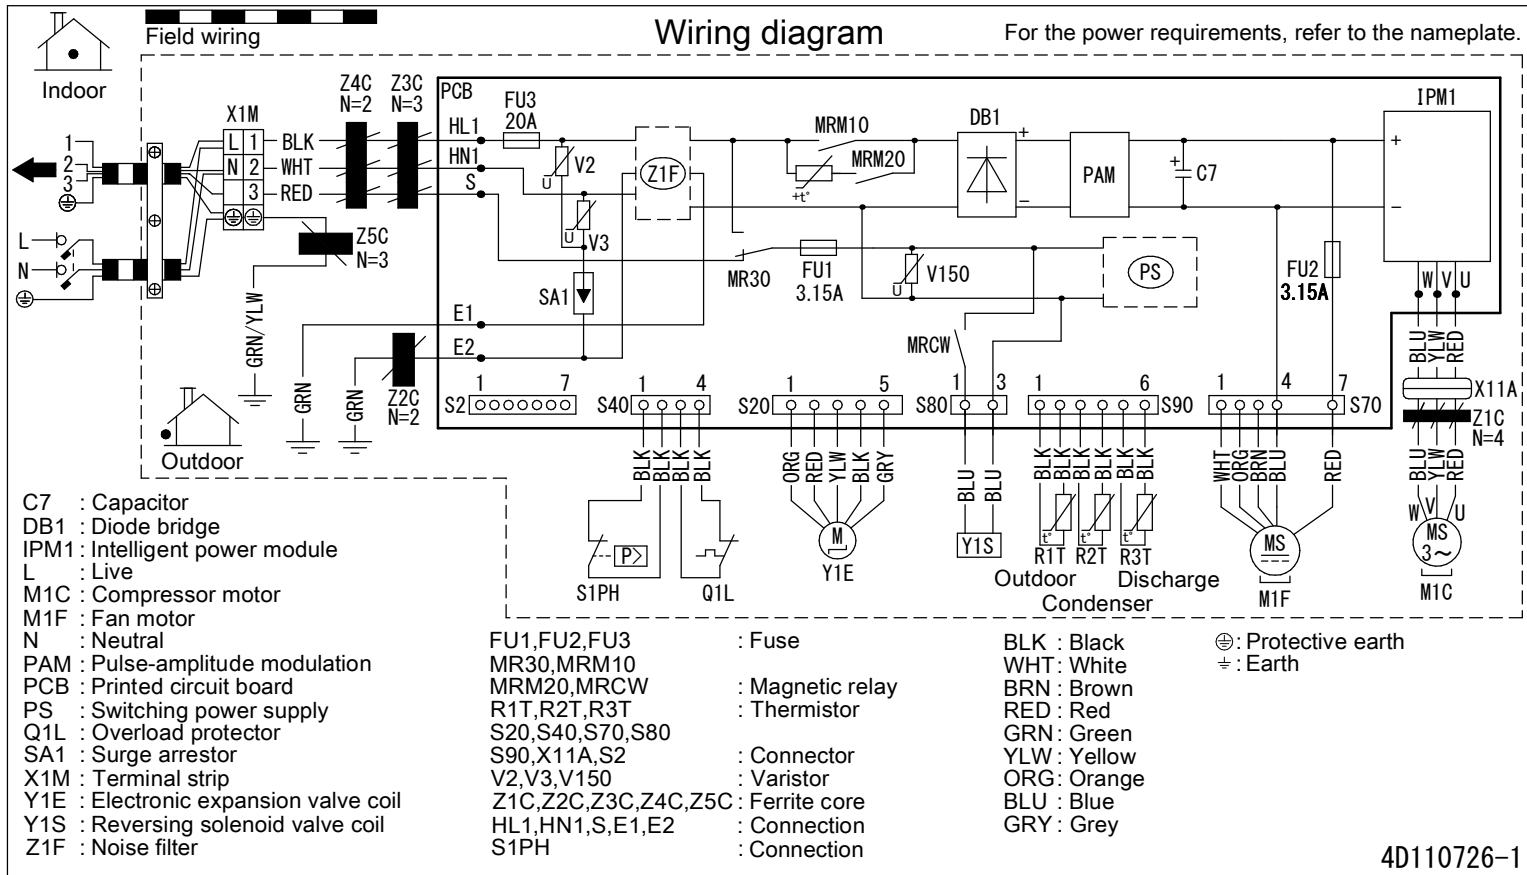 Wiring diagram
For the power requirements, refer to the nameplate.
Field wiring
Indoor
Outdoor
1
2
3
L
N
X1M
L 1
N 2
3
BLK
WHT
RED
Z4C
N=2
Z3C
N=3
Z5C
N=3
GRN/YLW
GRN
GRN
Z2C
N=2
PCB
HL1
HN1
S
E1
E2
FU3
20A
V2
U
V3
U
SA1
Z1F
MRM10
MRM20
+t°
MR30
FU1
3.15A
V150
U
DB1
+
−
PAM
+
C7
PS
FU2
3.15A
IPM1
+
−
W V U
MRCW
S2 1 7
S40 1 4
S20 1 5
S80 1 3
1 6 S90
1 4 7 S70
BLU YLW RED
X11A
Z1C
N=4
BLU YLW RED
W V U
MS
3~
M1C
BLK BLK BLK BLK
P>
S1PH
Q1L
ORG RED YLW BLK GRY
M
Y1E
BLU BLU
Y1S
BLK BLK BLK BLK BLK BLK
t° t° t°
R1T R2T R3T
Outdoor
Discharge
Condenser
WHT ORG BRN BLU RED
MS
M1F
C7 : Capacitor
DB1 : Diode bridge
IPM1 : Intelligent power module
L : Live
M1C : Compressor motor
M1F : Fan motor
N : Neutral
PAM : Pulse-amplitude modulation
PCB : Printed circuit board
PS : Switching power supply
Q1L : Overload protector
SA1 : Surge arrestor
X1M : Terminal strip
Y1E : Electronic expansion valve coil
Y1S : Reversing solenoid valve coil
Z1F : Noise filter
FU1,FU2,FU3 : Fuse
MR30,MRM10
MRM20,MRCW : Magnetic relay
R1T,R2T,R3T : Thermistor
S20,S40,S70,S80
S90,X11A,S2 : Connector
V2,V3,V150 : Varistor
Z1C,Z2C,Z3C,Z4C,Z5C : Ferrite core
HL1,HN1,S,E1,E2 : Connection
S1PH : Connection
BLK : Black
WHT : White
BRN : Brown
RED : Red
GRN : Green
YLW : Yellow
ORG : Orange
BLU : Blue
GRY : Grey
: Protective earth
: Earth
4D110726-1